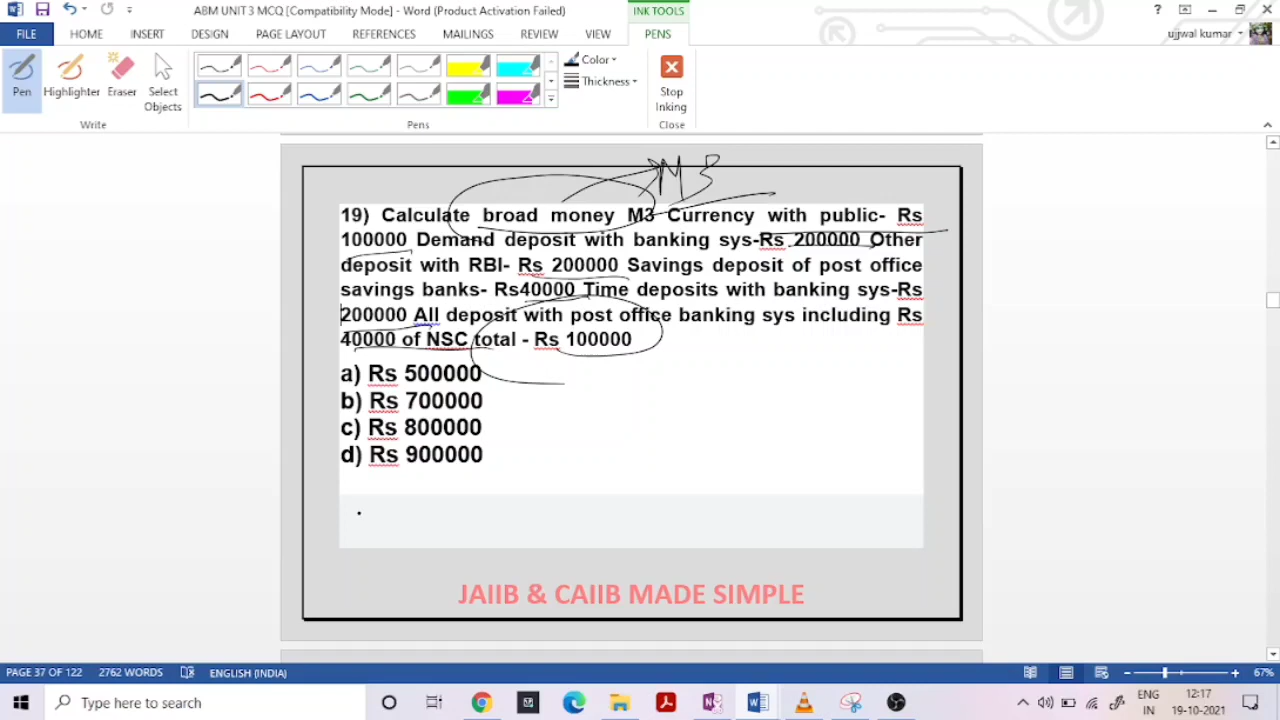 ABM UNIT 3 MCQ [Compatibility Mode] - Word (Product Activation Failed)
INK TOOLS
?
FILE
HOME
INSERT
DESIGN
PAGE LAYOUT
REFERENCES
MAILINGS
REVIEW
VIEW
PENS
ujjwal kumar
Pen
Highlighter
Eraser
Select
Objects
Color
Thickness
Stop
Inking
Write
Pens
Close
M3
19) Calculate broad money M3 Currency with public- Rs
100000 Demand deposit with banking sys-Rs 200000 Other
deposit with RBI- Rs 200000 Savings deposit of post office
savings banks- Rs40000 Time deposits with banking sys-Rs
200000 All deposit with post office banking sys including Rs
40000 of NSC total - Rs 100000
a) Rs 500000
b) Rs 700000
c) Rs 800000
d) Rs 900000
JAIIB & CAIIB MADE SIMPLE
PAGE 37 OF 122
2762 WORDS
ENGLISH (INDIA)
67%
Type here to search
ENG
IN
12:17
19-10-2021